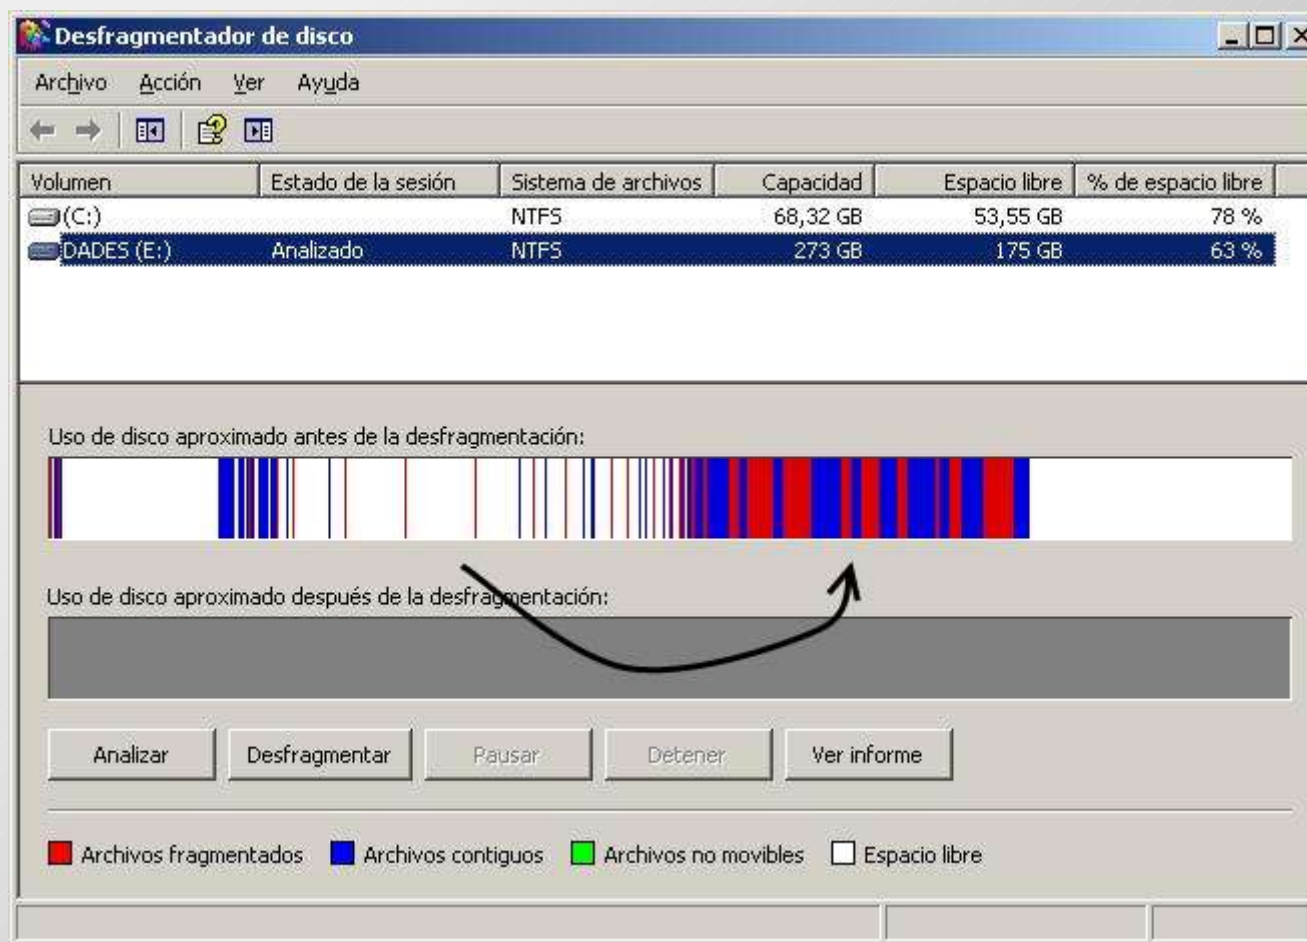 Desfragmentador de disco
Archivo Acción Ver Ayuda
Volumen Estado de la sesión Sistema de archivos Capacidad Espacio libre % de espacio libre
(C:) NTFS 68,32 GB 53,55 GB 78 %
DADES (E:) Analizado NTFS 273 GB 175 GB 63 %
Uso de disco aproximado antes de la desfragmentación:
Uso de disco aproximado después de la desfragmentación:
Analizar Desfragmentar Pausar Detener Ver informe
Archivos fragmentados Archivos contiguos Archivos no movibles Espacio libre